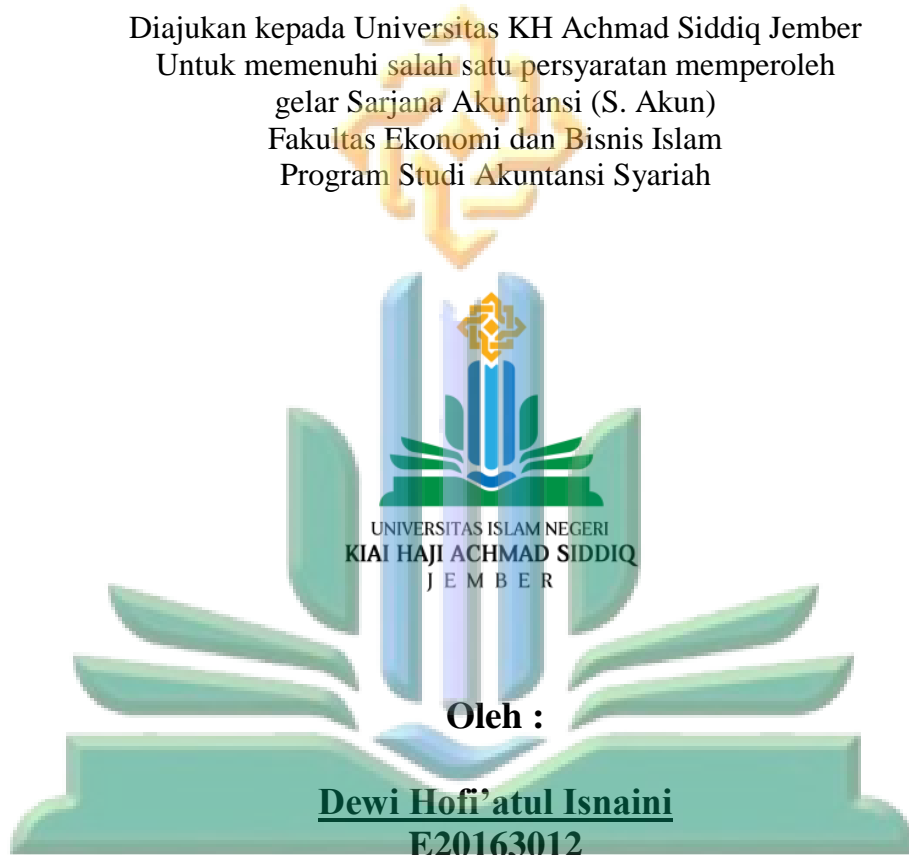 Diajukan kepada Universitas KH Achmad Siddiq Jember
Untuk memenuhi salah satu persyaratan memperoleh
gelar Sarjana Akuntansi (S. Akun)
Fakultas Ekonomi dan Bisnis Islam
Program Studi Akuntansi Syariah
UNIVERSITAS ISLAM NEGERI
KIAI HAJI ACHMAD SIDDIQ
JEMBER
Oleh :
Dewi Hofi’atul Isnaini
E20163012